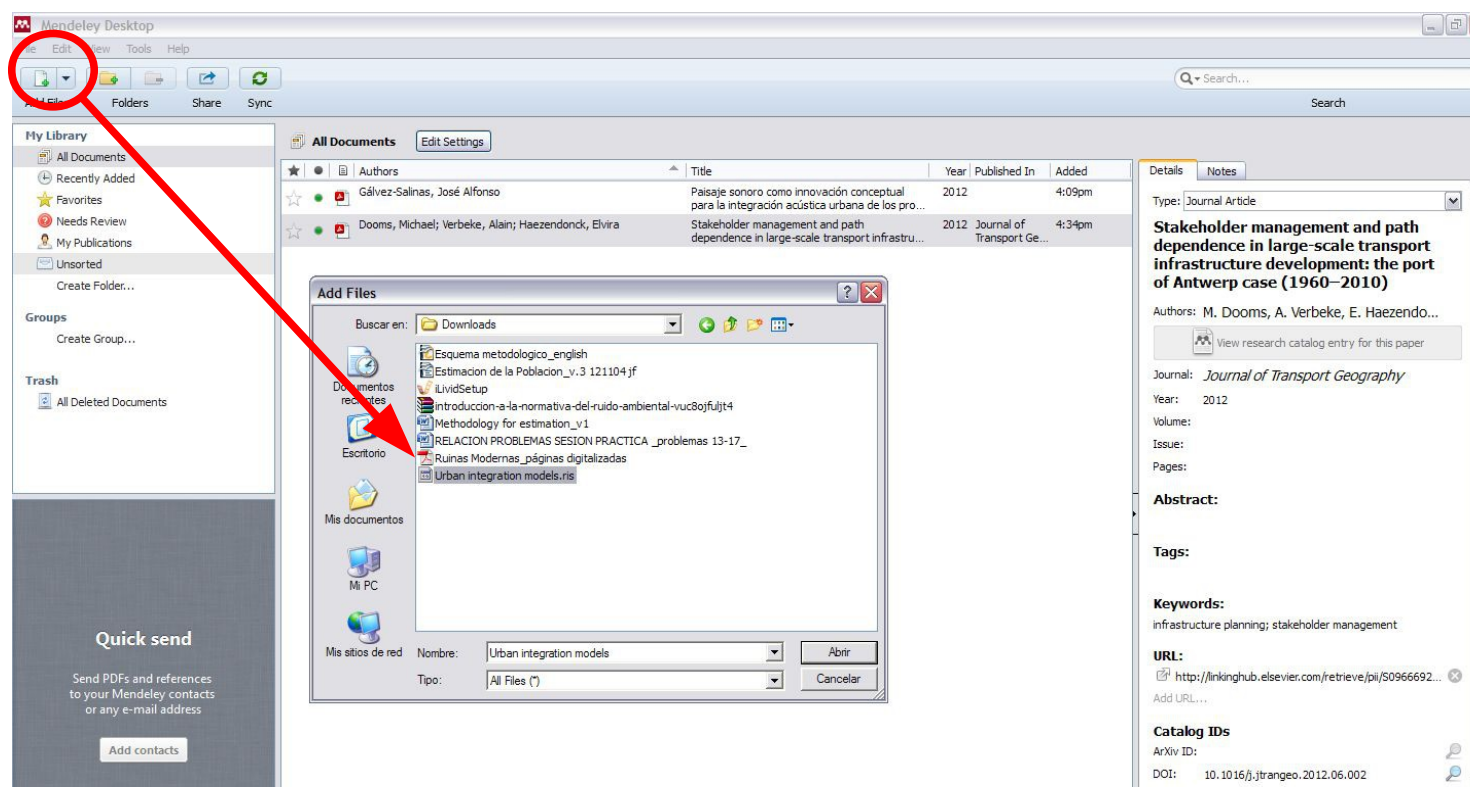 Mendeley Desktop
File Edit View Tools Help
Add Files Folders Share Sync
Search...
Search
My Library
All Documents
Recently Added
Favorites
Needs Review
My Publications
Unsorted
Create Folder...
Groups
Create Group...
Trash
All Deleted Documents
Quick send
Send PDFs and references
to your Mendeley contacts
or any e-mail address
Add contacts
All Documents Edit Settings
Authors Title Year Published In Added
Gálvez-Salinas, José Alfonso Paisaje sonoro como innovación conceptual 2012 4:09pm
para la integración acústica urbana de los pro...
Dooms, Michael; Verbeke, Alain; Haezendonck, Elvira Stakeholder management and path 2012 Journal of 4:34pm
dependence in large-scale transport infrastru... Transport Ge...
Add Files
Buscar en: Downloads
Documentos
recientes
Escritorio
Mis documentos
Mi PC
Mis sitios de red
Esquema metodologico_english
Estimacion de la Poblacion_v.3 121104 jf
iLividSetup
introduccion-a-la-normativa-del-ruido-ambiental-vuc8ojfuljt4
Methodology for estimation_v1
RELACION PROBLEMAS SESION PRACTICA _problemas 13-17_
Ruinas Modernas_páginas digitalizadas
Urban integration models.ris
Nombre: Urban integration models Abrir
Tipo: All Files (*) Cancelar
Details Notes
Type: Journal Article
Stakeholder management and path
dependence in large-scale transport
infrastructure development: the port
of Antwerp case (1960–2010)
Authors: M. Dooms, A. Verbeke, E. Haezendo...
View research catalog entry for this paper
Journal: Journal of Transport Geography
Year: 2012
Volume:
Issue:
Pages:
Abstract:
Tags:
Keywords:
infrastructure planning; stakeholder management
URL:
http://linkinghub.elsevier.com/retrieve/pii/S0966692...
Add URL...
Catalog IDs
ArXiv ID:
DOI: 10.1016/j.jtrangeo.2012.06.002